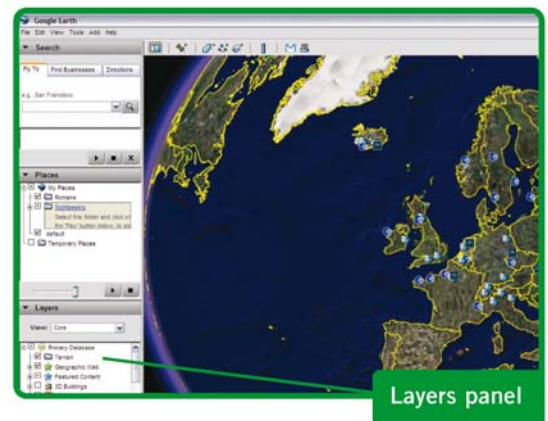 Google Earth
File Edit View Tools Add Help
Search
Fly To Find Businesses Directions
e.g., San Francisco
Places
My Places
Romans
Sightseeing
Select this folder and click on
the 'Play' button below, to sta
default
Temporary Places
Layers
View: Core
Primary Database
Terrain
Geographic Web
Featured Content
3D Buildings
Layers panel